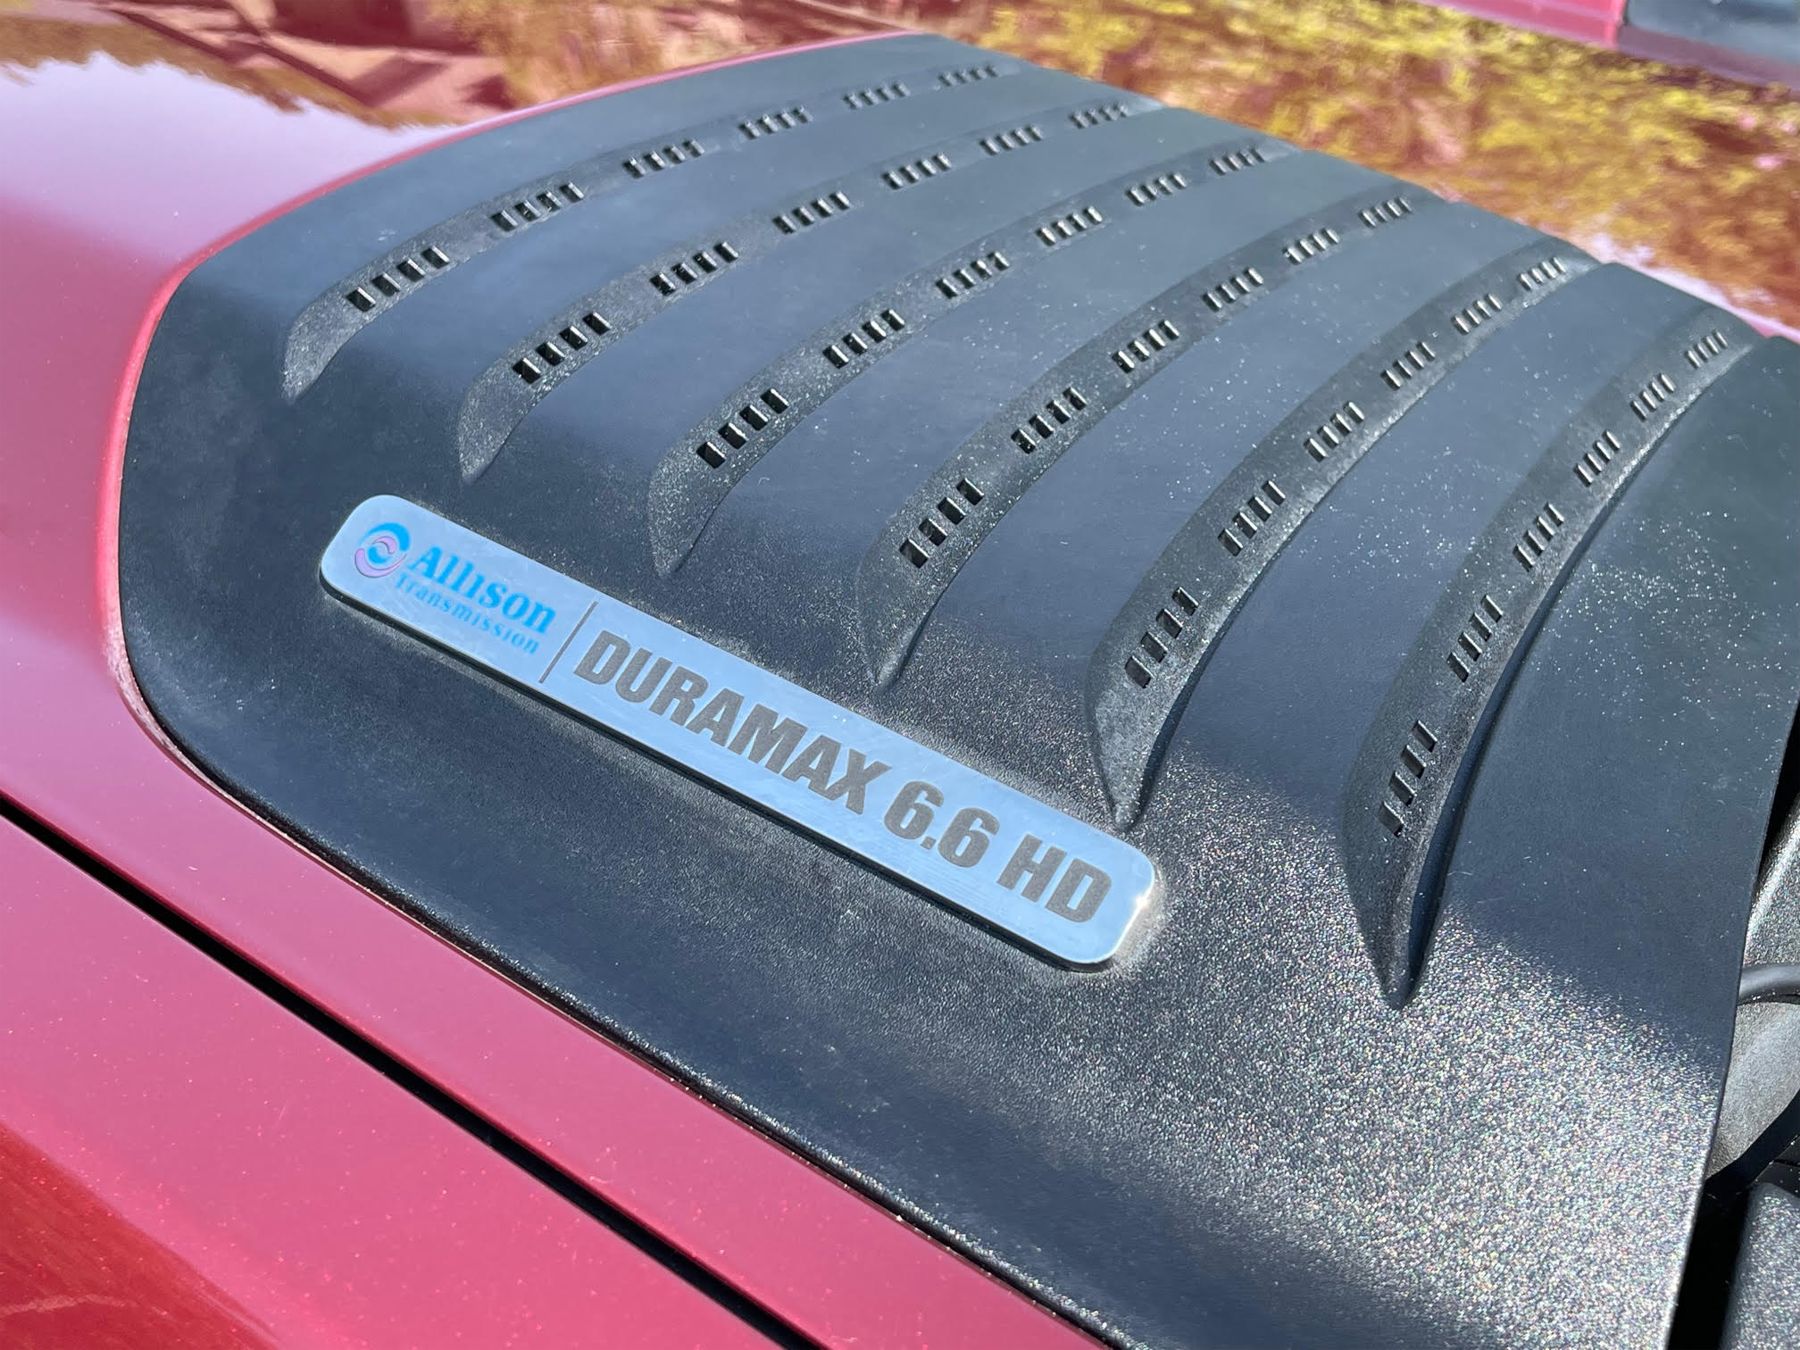 Allison
Transmission
DURAMAX 6.6 HD